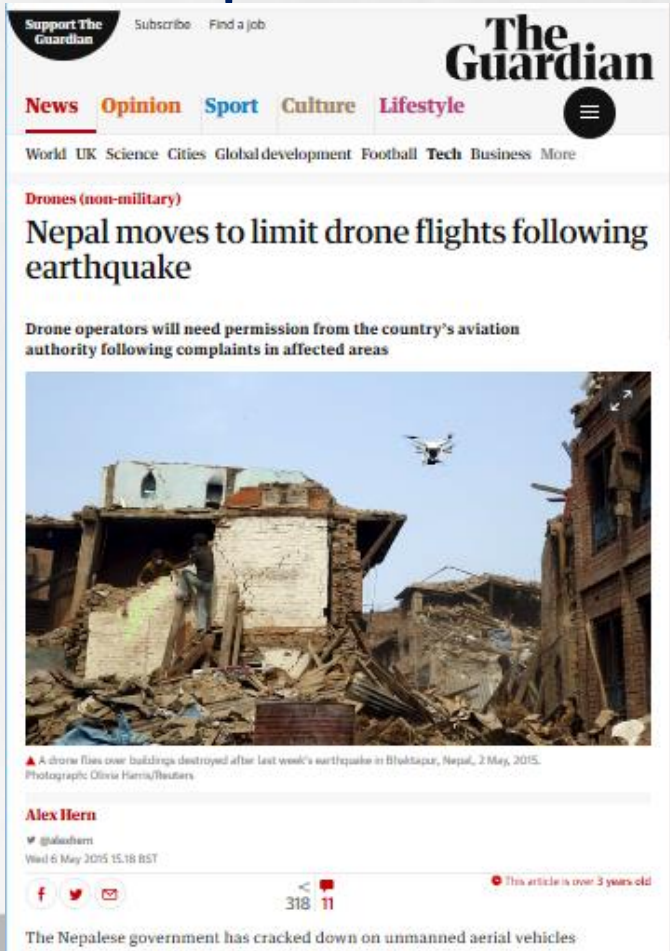 Support The
Guardian
Subscribe Find a job
The
Guardian
News Opinion Sport Culture Lifestyle
World UK Science Cities Global development Football Tech Business More
Drones (non-military)
Nepal moves to limit drone flights following
earthquake
Drone operators will need permission from the country's aviation
authority following complaints in affected areas
A drone flies over buildings destroyed after last week's earthquake in Bhaktapur, Nepal, 2 May, 2015.
Photograph: Olivia Harris/Reuters
Alex Hern
@alexhern
Wed 6 May 2015 15.18 BST
This article is over 3 years old
318 11
The Nepalese government has cracked down on unmanned aerial vehicles